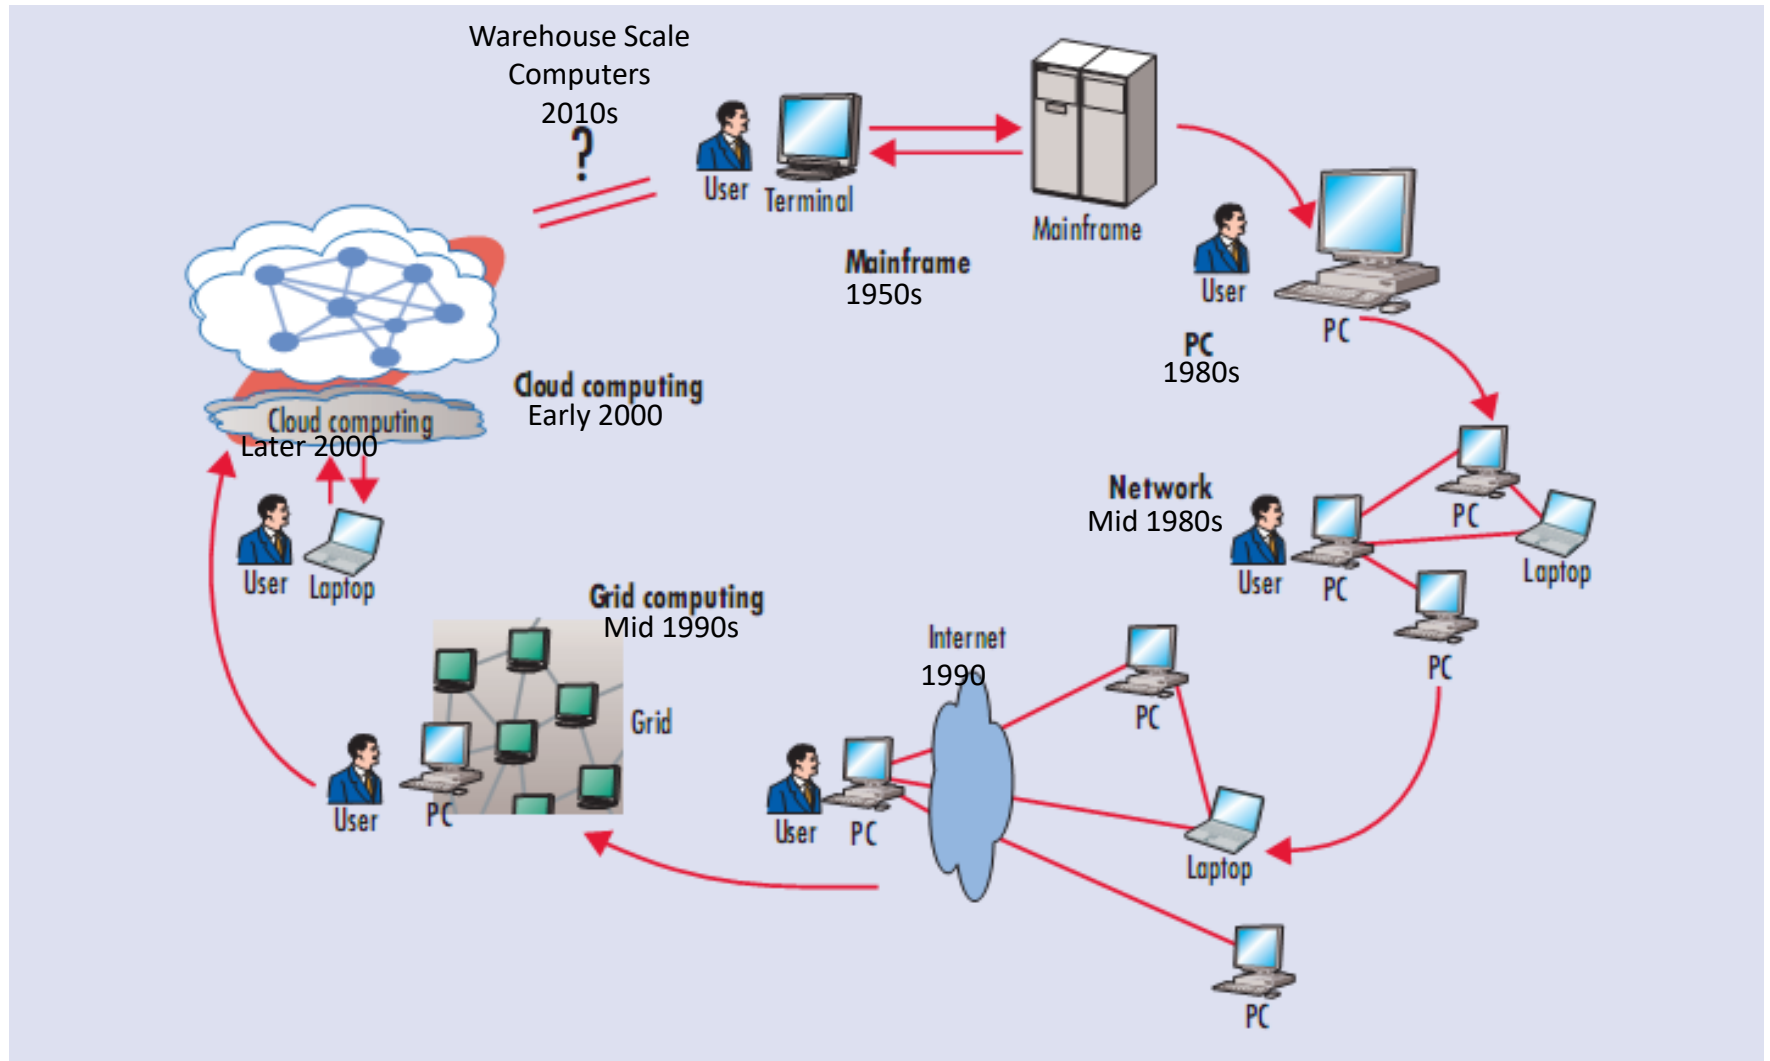 Warehouse Scale
Computers
2010s
?
User
Terminal
Mainframe
Mainframe
1950s
User
PC
PC
1980s
Cloud computing
Early 2000
Cloud computing
Later 2000
User
Laptop
Network
Mid 1980s
User
PC
PC
Laptop
PC
Grid computing
Mid 1990s
Grid
User
PC
Internet
1990
User
PC
PC
Laptop
PC